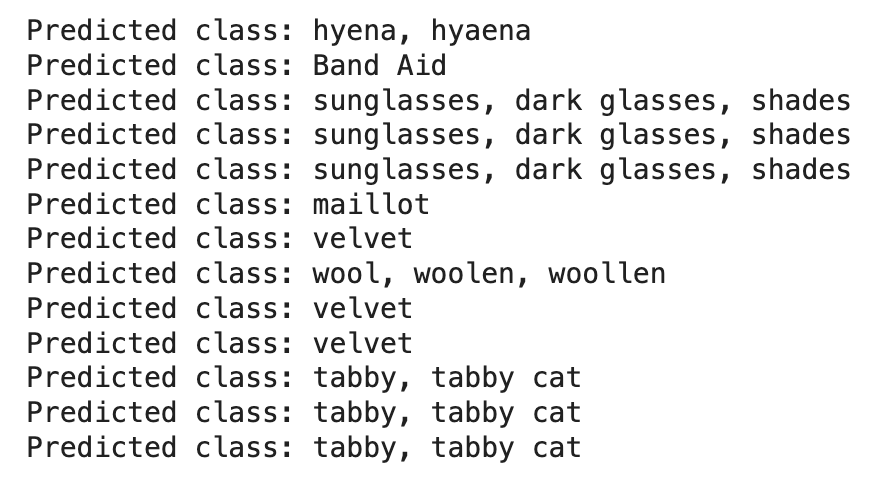 Predicted class: hyena, hyaena
Predicted class: Band Aid
Predicted class: sunglasses, dark glasses, shades
Predicted class: sunglasses, dark glasses, shades
Predicted class: sunglasses, dark glasses, shades
Predicted class: maillot
Predicted class: velvet
Predicted class: wool, woolen, woollen
Predicted class: velvet
Predicted class: velvet
Predicted class: tabby, tabby cat
Predicted class: tabby, tabby cat
Predicted class: tabby, tabby cat